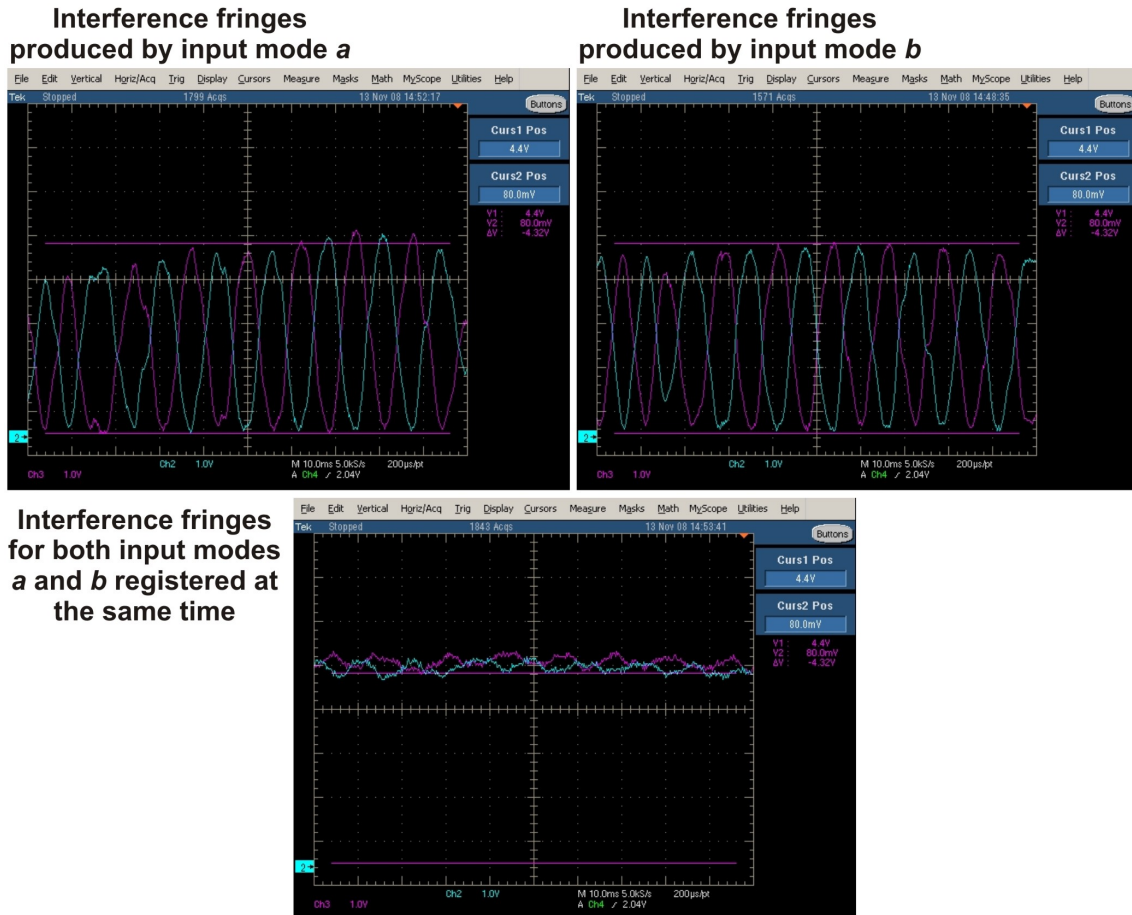 Interference fringes
produced by input mode a
File Edit Vertical Horiz/Acq Trig Display Cursors Measure Masks Math MyScope Utilities Help
Tek Stopped 1799 Acqs 13 Nov 08 14:52:17
Buttons
Curs1 Pos
4.4V
Curs2 Pos
80.0mV
V1 : 4.4V
V2 : 80.0mV
ΔV : -4.32V
2
Ch2 1.0V M 10.0ms 5.0kS/s 200µs/pt
Ch3 1.0V A Ch4 / 2.04V
Interference fringes
produced by input mode b
File Edit Vertical Horiz/Acq Trig Display Cursors Measure Masks Math MyScope Utilities Help
Tek Stopped 1571 Acqs 13 Nov 08 14:48:35
Buttons
Curs1 Pos
4.4V
Curs2 Pos
80.0mV
V1 : 4.4V
V2 : 80.0mV
ΔV : -4.32V
2
Ch2 1.0V M 10.0ms 5.0kS/s 200µs/pt
Ch3 1.0V A Ch4 / 2.04V
Interference fringes
for both input modes
a and b registered at
the same time
File Edit Vertical Horiz/Acq Trig Display Cursors Measure Masks Math MyScope Utilities Help
Tek Stopped 1843 Acqs 13 Nov 08 14:53:41
Buttons
Curs1 Pos
4.4V
Curs2 Pos
80.0mV
V1 : 4.4V
V2 : 80.0mV
ΔV : -4.32V
2
Ch2 1.0V M 10.0ms 5.0kS/s 200µs/pt
Ch3 1.0V A Ch4 / 2.04V